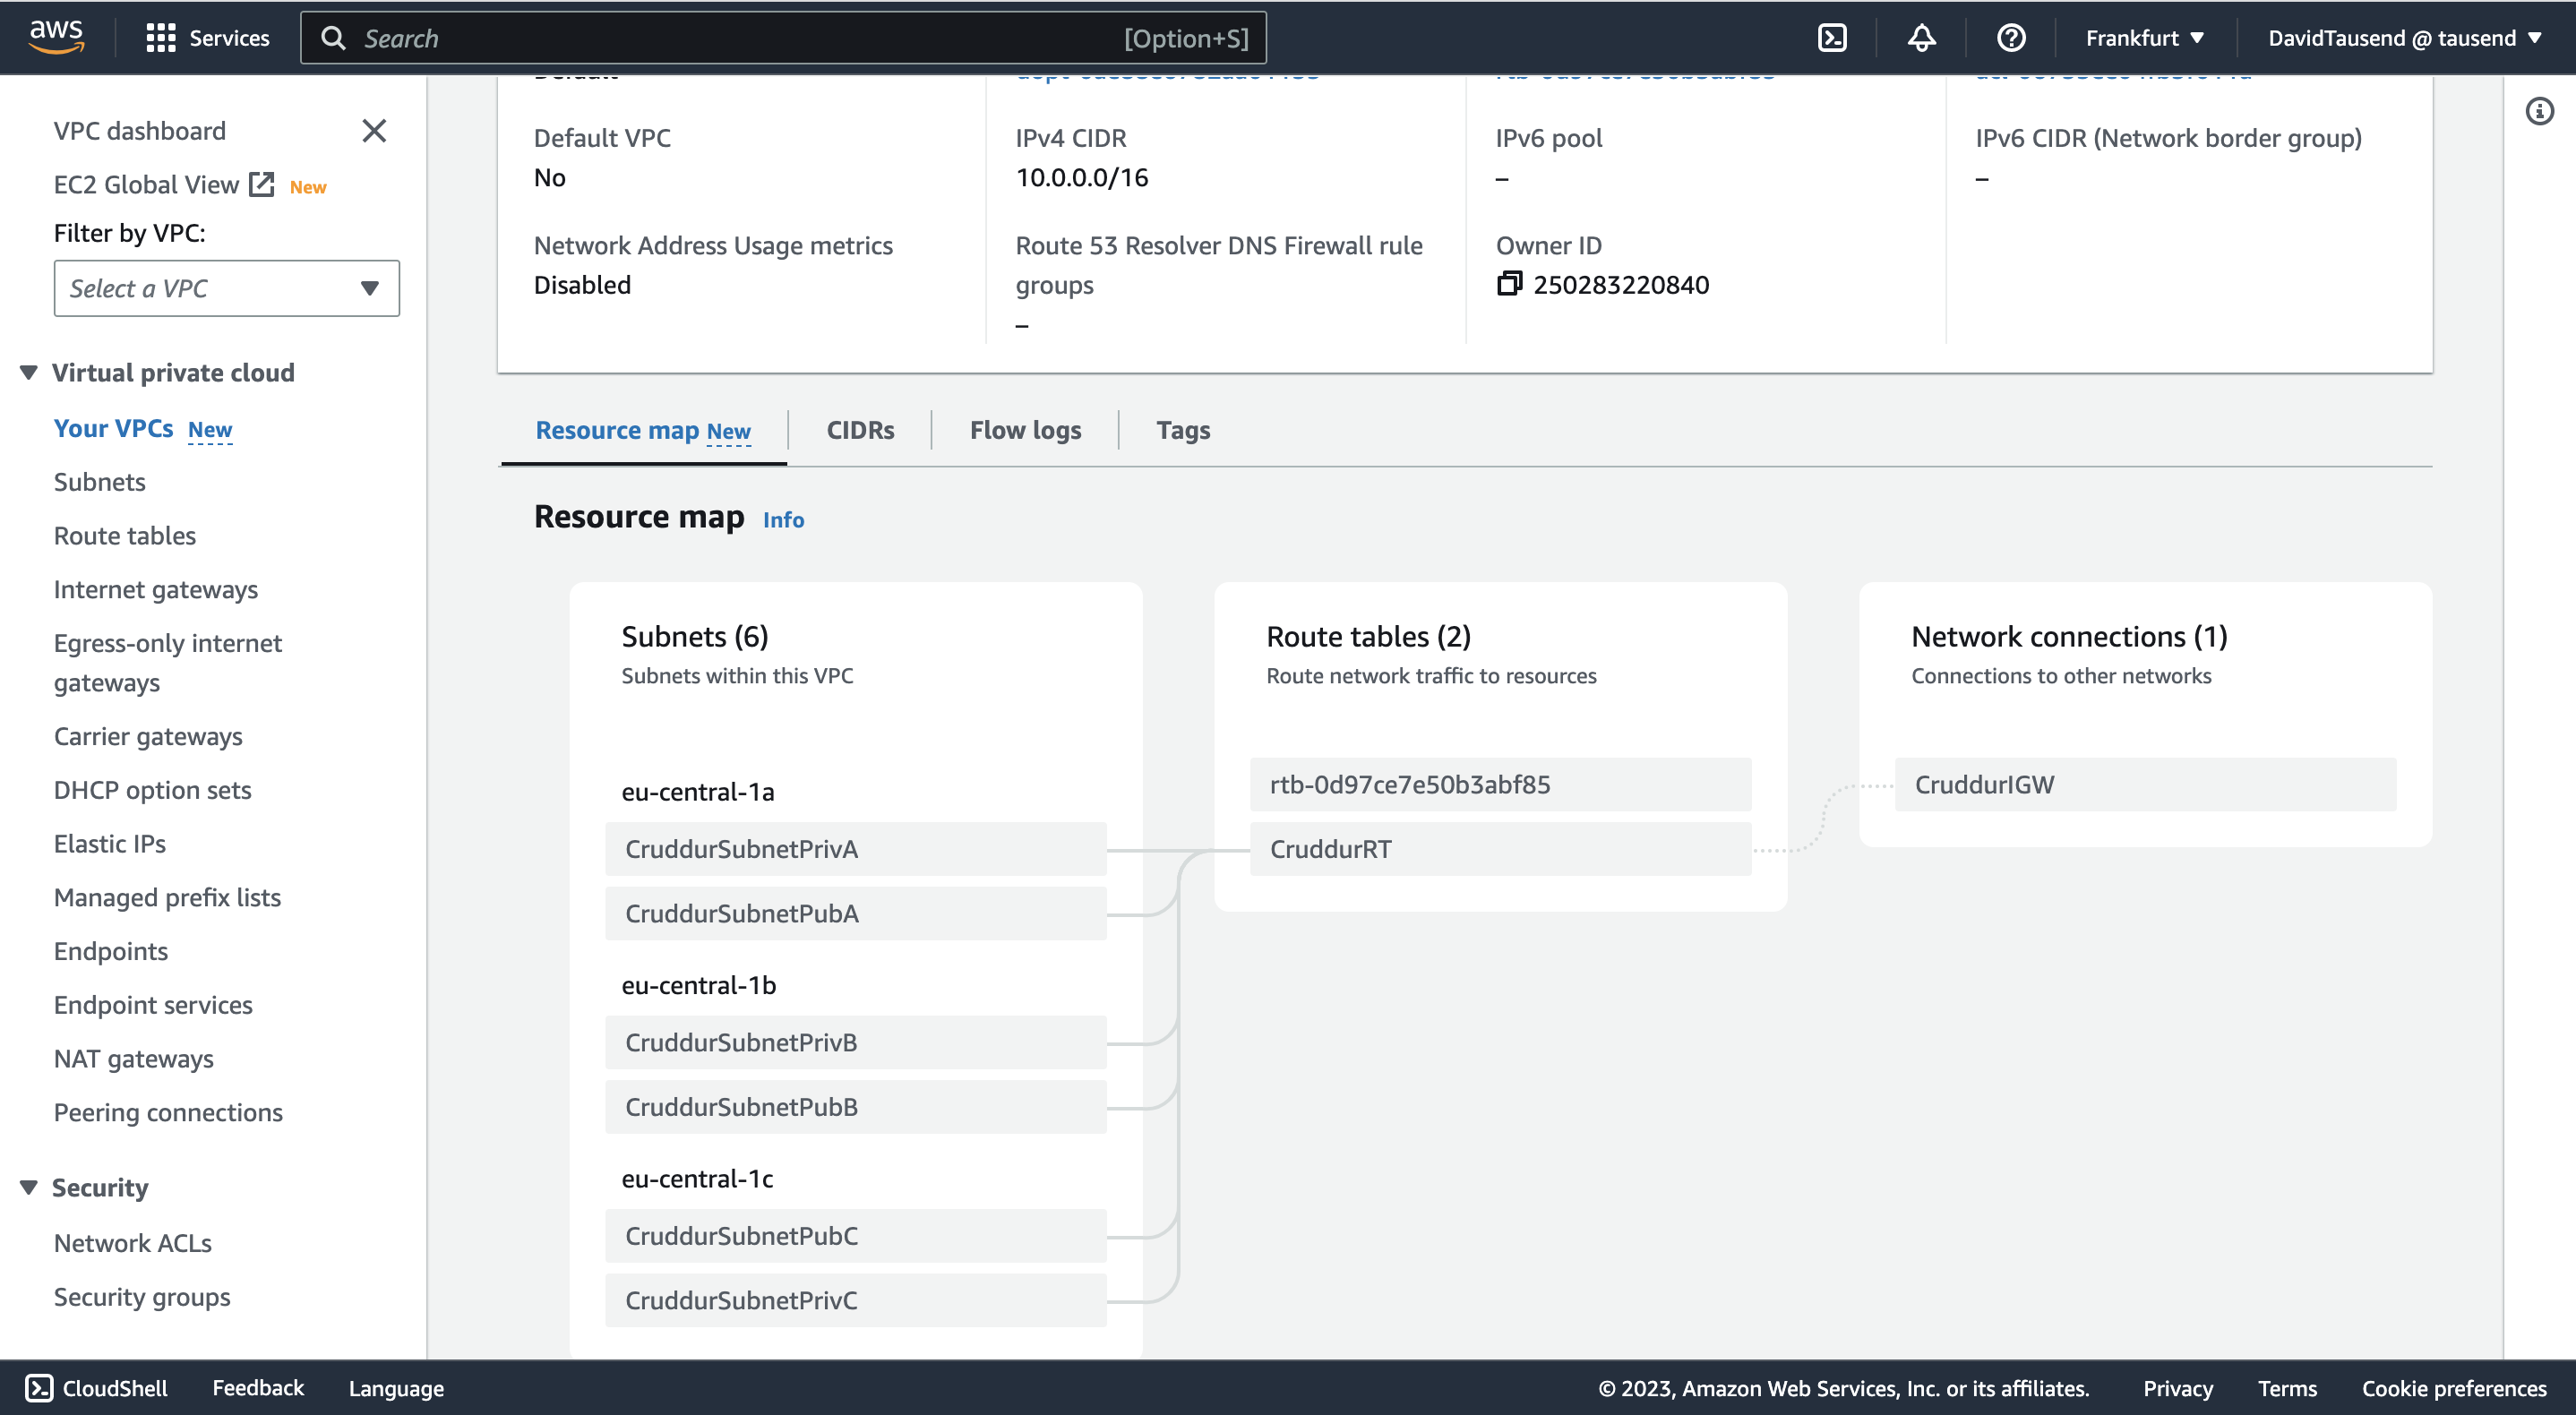 aws
Services
Search
[Option+S]
Frankfurt
DavidTausend @ tausend
VPC dashboard
EC2 Global View
New
Filter by VPC:
Select a VPC
Virtual private cloud
Your VPCs New
Subnets
Route tables
Internet gateways
Egress-only internet
gateways
Carrier gateways
DHCP option sets
Elastic IPs
Managed prefix lists
Endpoints
Endpoint services
NAT gateways
Peering connections
Security
Network ACLs
Security groups
Default
Default VPC
No
IPv4 CIDR
10.0.0.0/16
IPv6 pool
–
IPv6 CIDR (Network border group)
–
Network Address Usage metrics
Disabled
Route 53 Resolver DNS Firewall rule
groups
–
Owner ID
250283220840
Resource map New
CIDRs
Flow logs
Tags
Resource map Info
Subnets (6)
Subnets within this VPC
eu-central-1a
CruddurSubnetPrivA
CruddurSubnetPubA
eu-central-1b
CruddurSubnetPrivB
CruddurSubnetPubB
eu-central-1c
CruddurSubnetPubC
CruddurSubnetPrivC
Route tables (2)
Route network traffic to resources
rtb-0d97ce7e50b3abf85
CruddurRT
Network connections (1)
Connections to other networks
CruddurIGW
CloudShell
Feedback
Language
© 2023, Amazon Web Services, Inc. or its affiliates.
Privacy
Terms
Cookie preferences